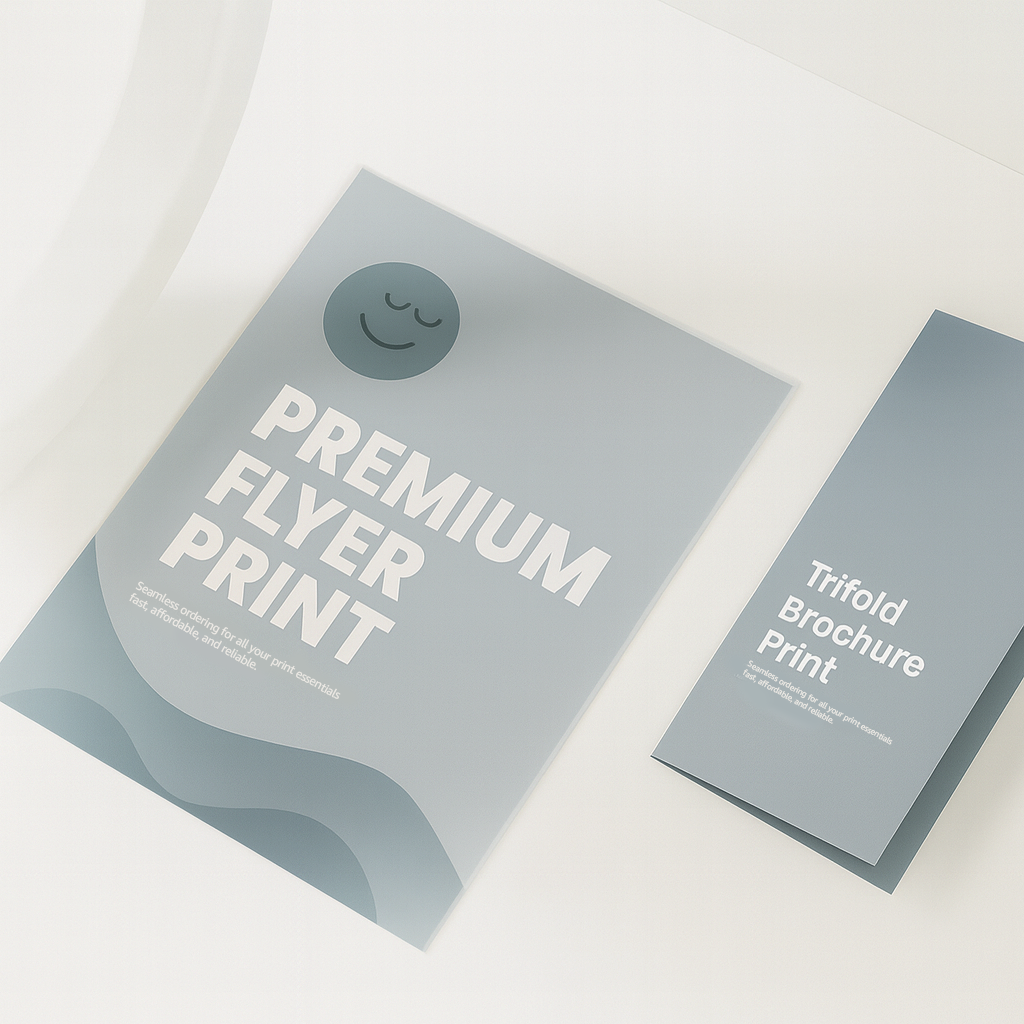 PREMIUM
FLYER
PRINT
Seamless ordering for all your print essentials
fast, affordable, and reliable.
Trifold
Brochure
Print
Seamless ordering for all your print essentials
fast, affordable, and reliable.